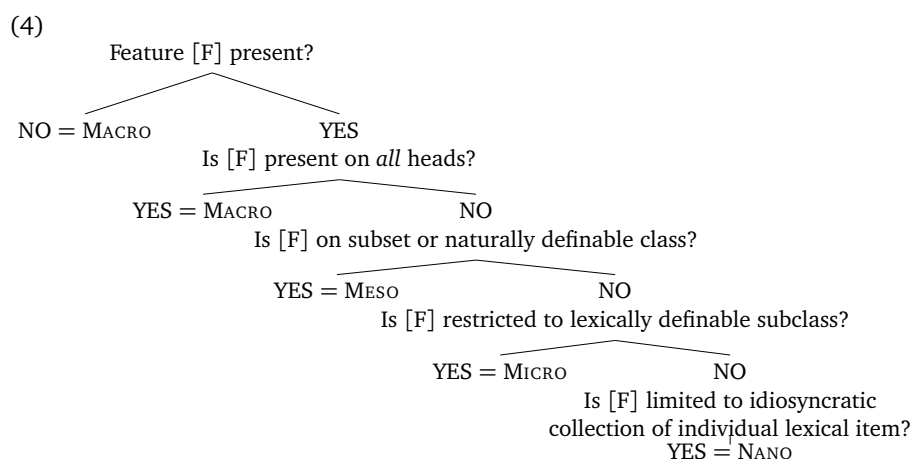 (4)
Feature [F] present?
NO = MACRO YES
Is [F] present on all heads?
YES = MACRO NO
Is [F] on subset or naturally definable class?
YES = MESO NO
Is [F] restricted to lexically definable subclass?
YES = MICRO NO
Is [F] limited to idiosyncratic
collection of individual lexical item?
YES = NANO